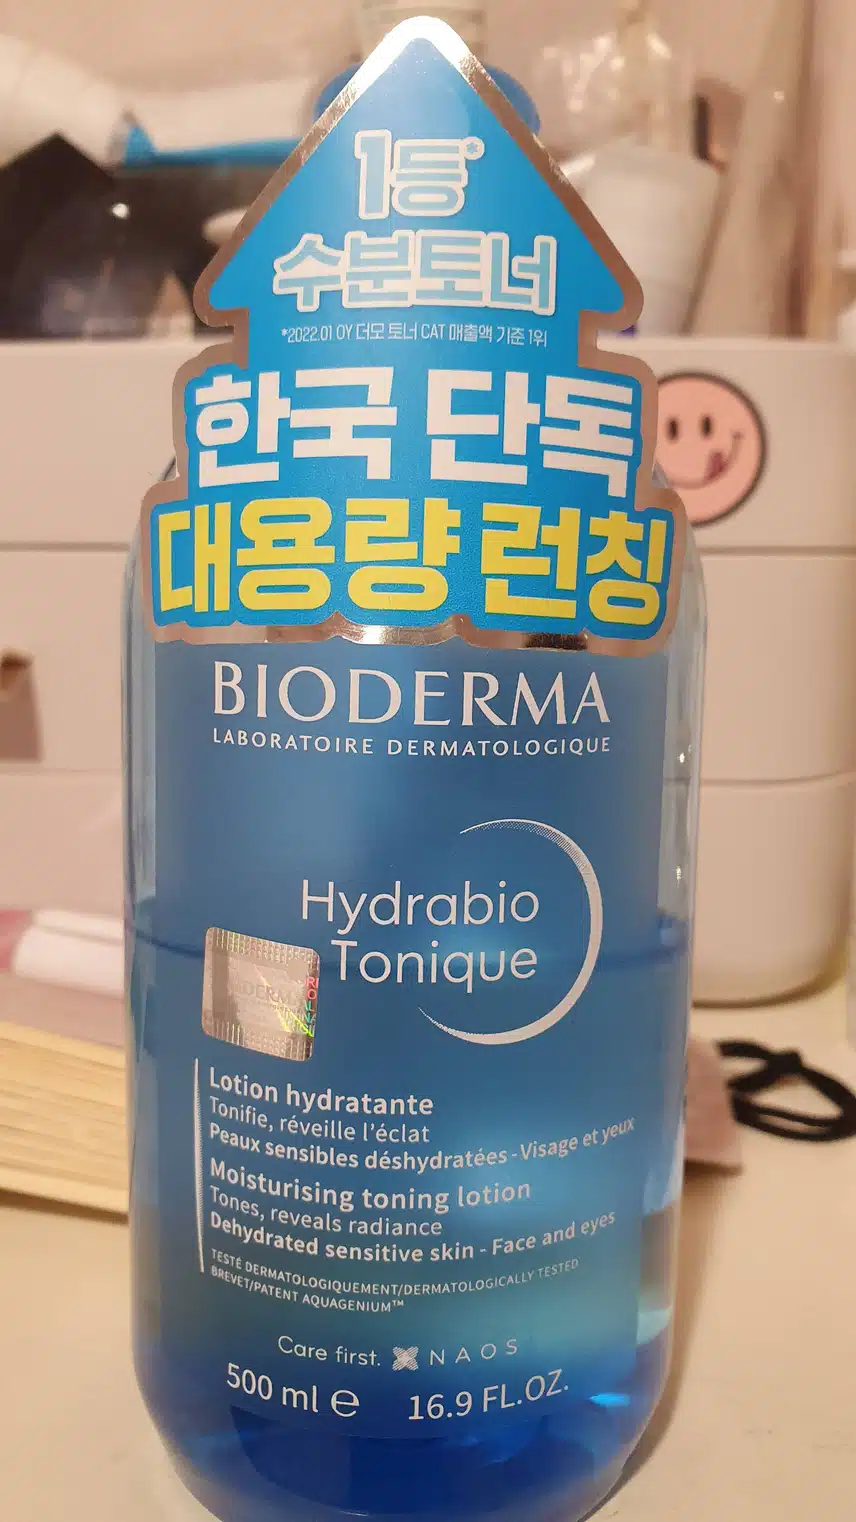 1등*
수분토너
*2022.01 OY 더모 토너 CAT 매출액 기준 1위
한국 단독
대용량 런칭
BIODERMA
LABORATOIRE DERMATOLOGIQUE
Hydrabio
Tonique
Lotion hydratante
Tonifie, réveille l'éclat
Peaux sensibles déshydratées - Visage et yeux
Moisturising toning lotion
Tones, reveals radiance
Dehydrated sensitive skin - Face and eyes
TESTÉ DERMATOLOGIQUEMENT/DERMATOLOGICALLY TESTED
BREVET/PATENT AQUAGENIUM™
Care first. NAOS
500 ml ℮ 16.9 FL.OZ.